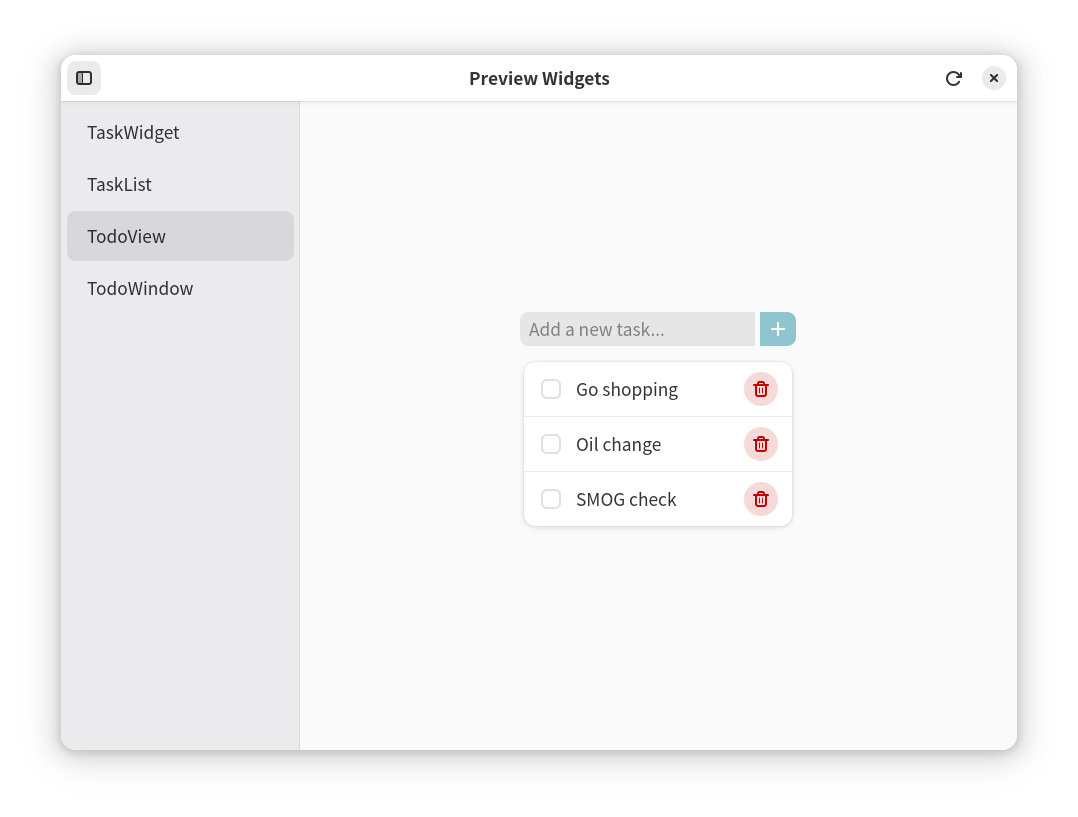 Preview Widgets
TaskWidget
TaskList
TodoView
TodoWindow
Add a new task...
Go shopping
Oil change
SMOG check